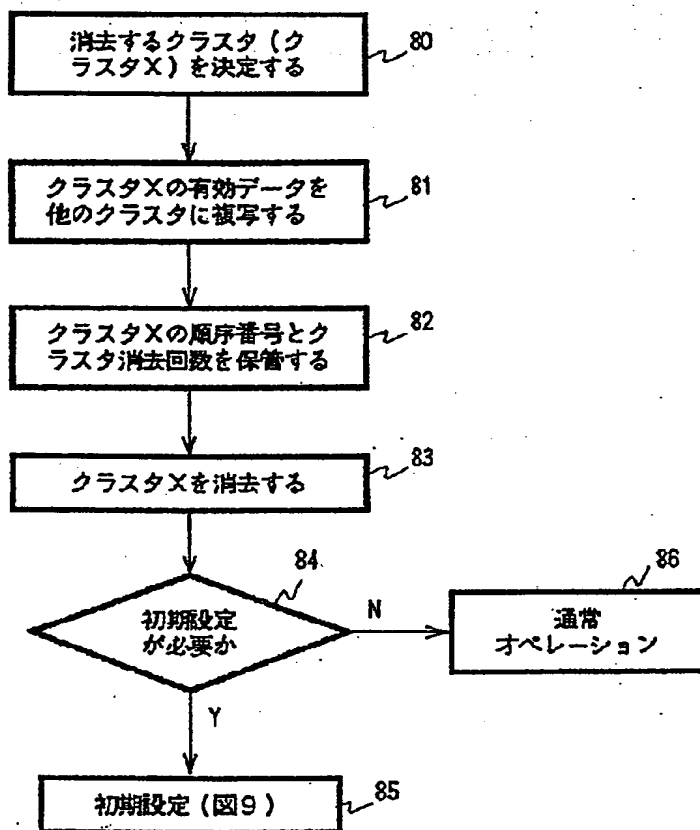 消去するクラスタ(ク
ラスタX)を決定する
80
クラスタXの有効データを
他のクラスタに複写する
81
クラスタXの順序番号とク
ラスタ消去回数を保管する
82
クラスタXを消去する
83
84
初期設定
が必要か
N
86
通常
オペレーション
Y
初期設定(図9)
85